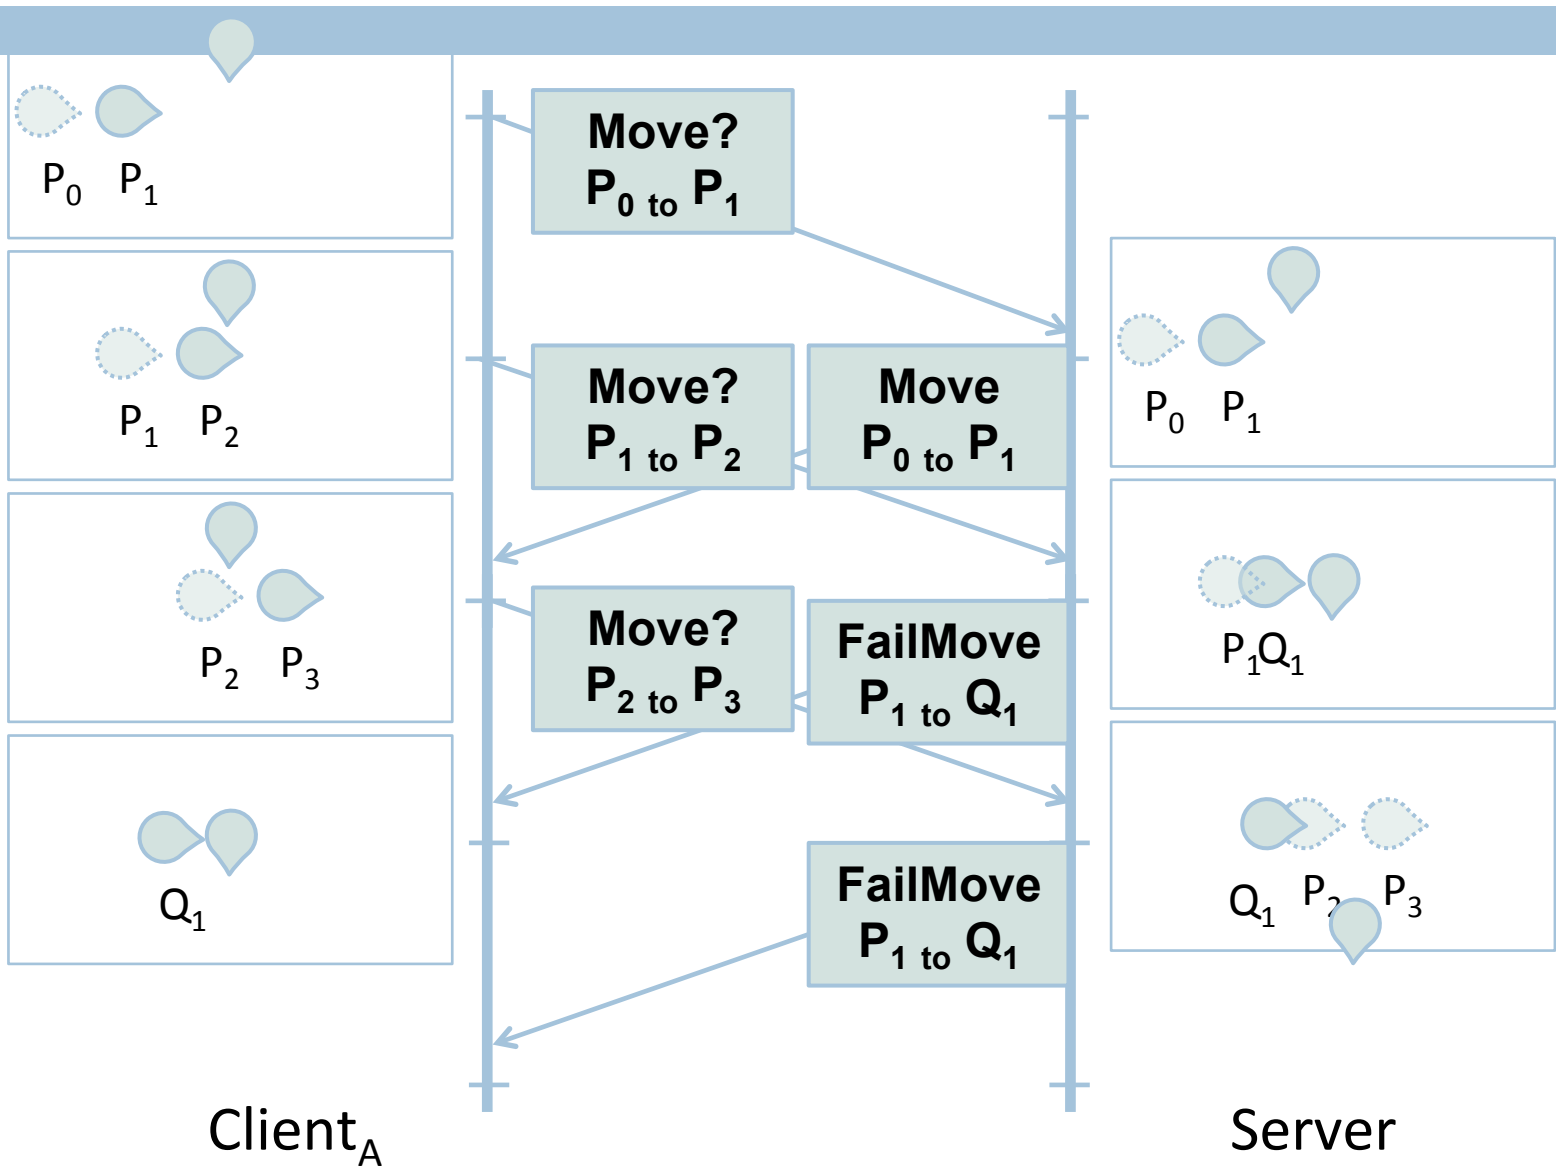 Move?
P₀ to P₁
P₀ P₁
Move?
P₁ to P₂
Move
P₀ to P₁
P₁ P₂
P₀ P₁
Move?
P₂ to P₃
FailMove
P₁ to Q₁
P₂ P₃
P₁Q₁
FailMove
P₁ to Q₁
Q₁
Q₁ P₂ P₃
Client_A
Server